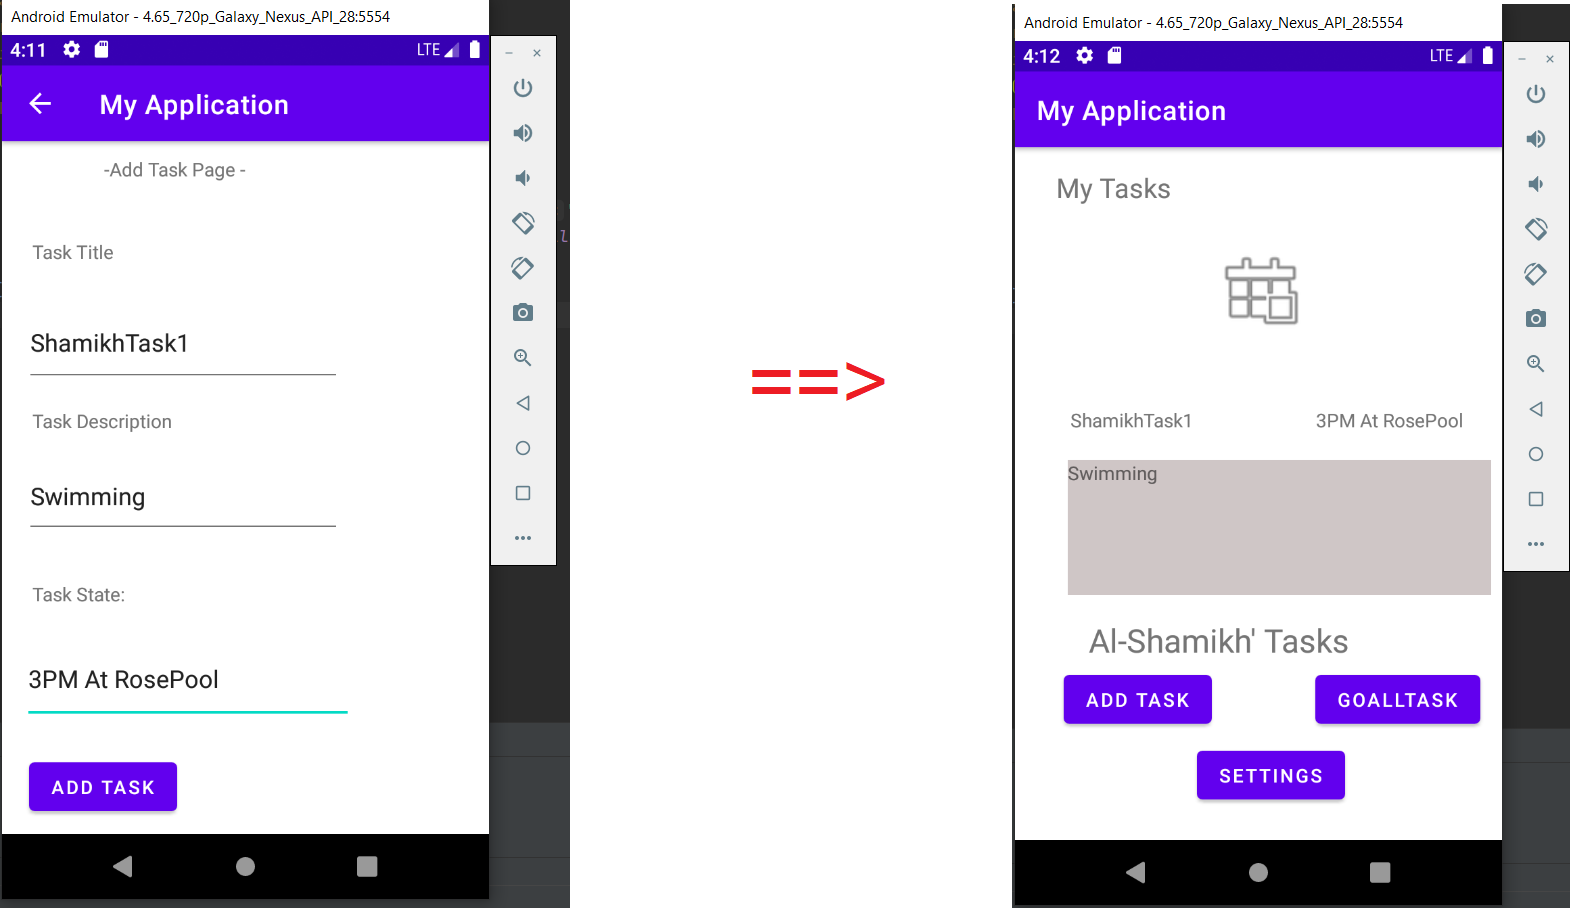 Android Emulator - 4.65_720p_Galaxy_Nexus_API_28:5554
4:11 LTE
My Application
-Add Task Page -
Task Title
ShamikhTask1
Task Description
Swimming
Task State:
3PM At RosePool
ADD TASK
==>
Android Emulator - 4.65_720p_Galaxy_Nexus_API_28:5554
4:12 LTE
My Application
My Tasks
ShamikhTask1 3PM At RosePool
Swimming
Al-Shamikh' Tasks
ADD TASK GOALLTASK
SETTINGS